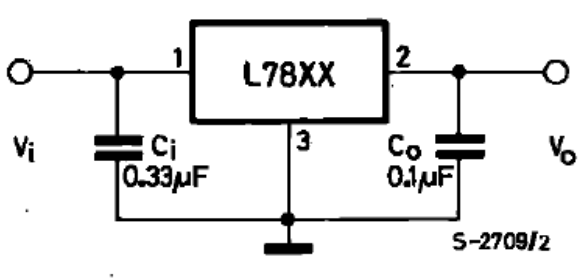 1
L78XX
2
3
Vi
Ci
0.33µF
Co
0.1µF
Vo
S-2709/2